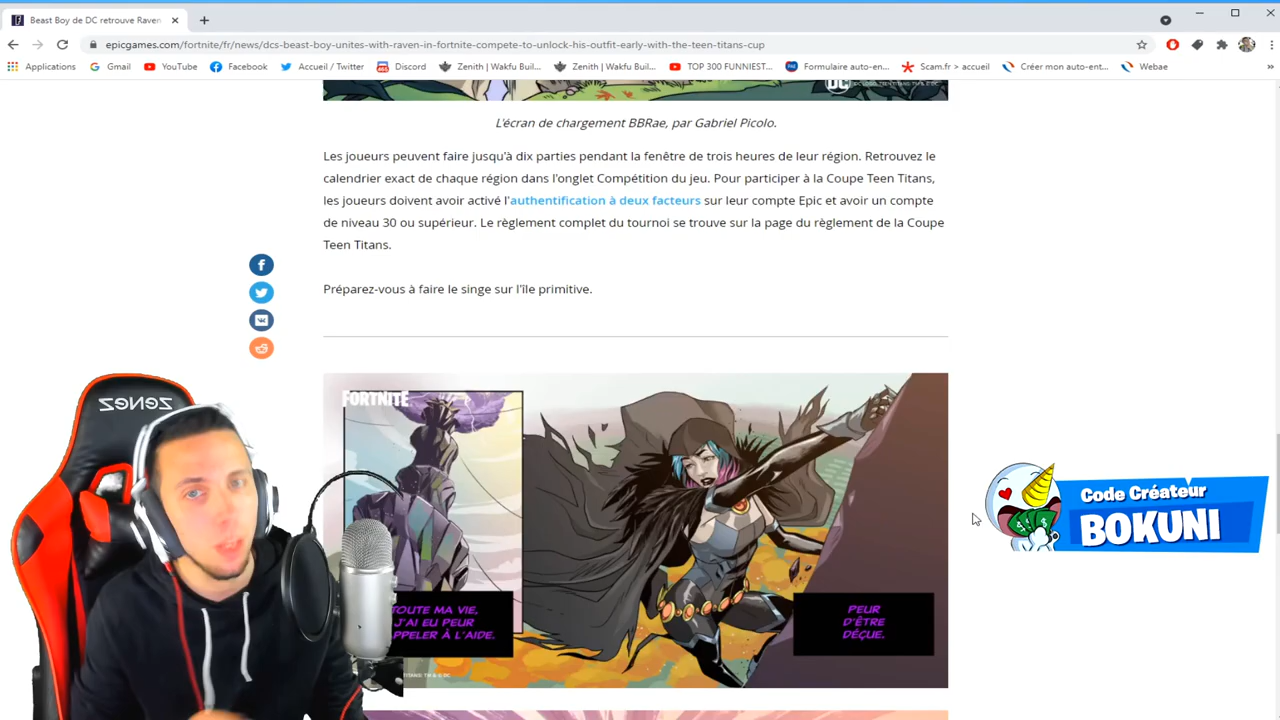 Beast Boy de DC retrouve Raven
epicgames.com/fortnite/fr/news/dcs-beast-boy-unites-with-raven-in-fortnite-compete-to-unlock-his-outfit-early-with-the-teen-titans-cup
Applications
Gmail
YouTube
Facebook
Accueil / Twitter
Discord
Zenith | Wakfu Buil...
Zenith | Wakfu Buil...
TOP 300 FUNNIEST...
Formulaire auto-en...
Scam.fr > accueil
Créer mon auto-ent...
Webae
DC
L'écran de chargement BBRae, par Gabriel Picolo.
Les joueurs peuvent faire jusqu'à dix parties pendant la fenêtre de trois heures de leur région. Retrouvez le
calendrier exact de chaque région dans l'onglet Compétition du jeu. Pour participer à la Coupe Teen Titans,
les joueurs doivent avoir activé l'authentification à deux facteurs sur leur compte Epic et avoir un compte
de niveau 30 ou supérieur. Le règlement complet du tournoi se trouve sur la page du règlement de la Coupe
Teen Titans.
Préparez-vous à faire le singe sur l'île primitive.
zenez
FORTNITE
TOUTE MA VIE,
J'AI EU PEUR
PPELER À L'AIDE.
PEUR
D'ÊTRE
DÉÇUE.
Code Créateur
BOKUNI